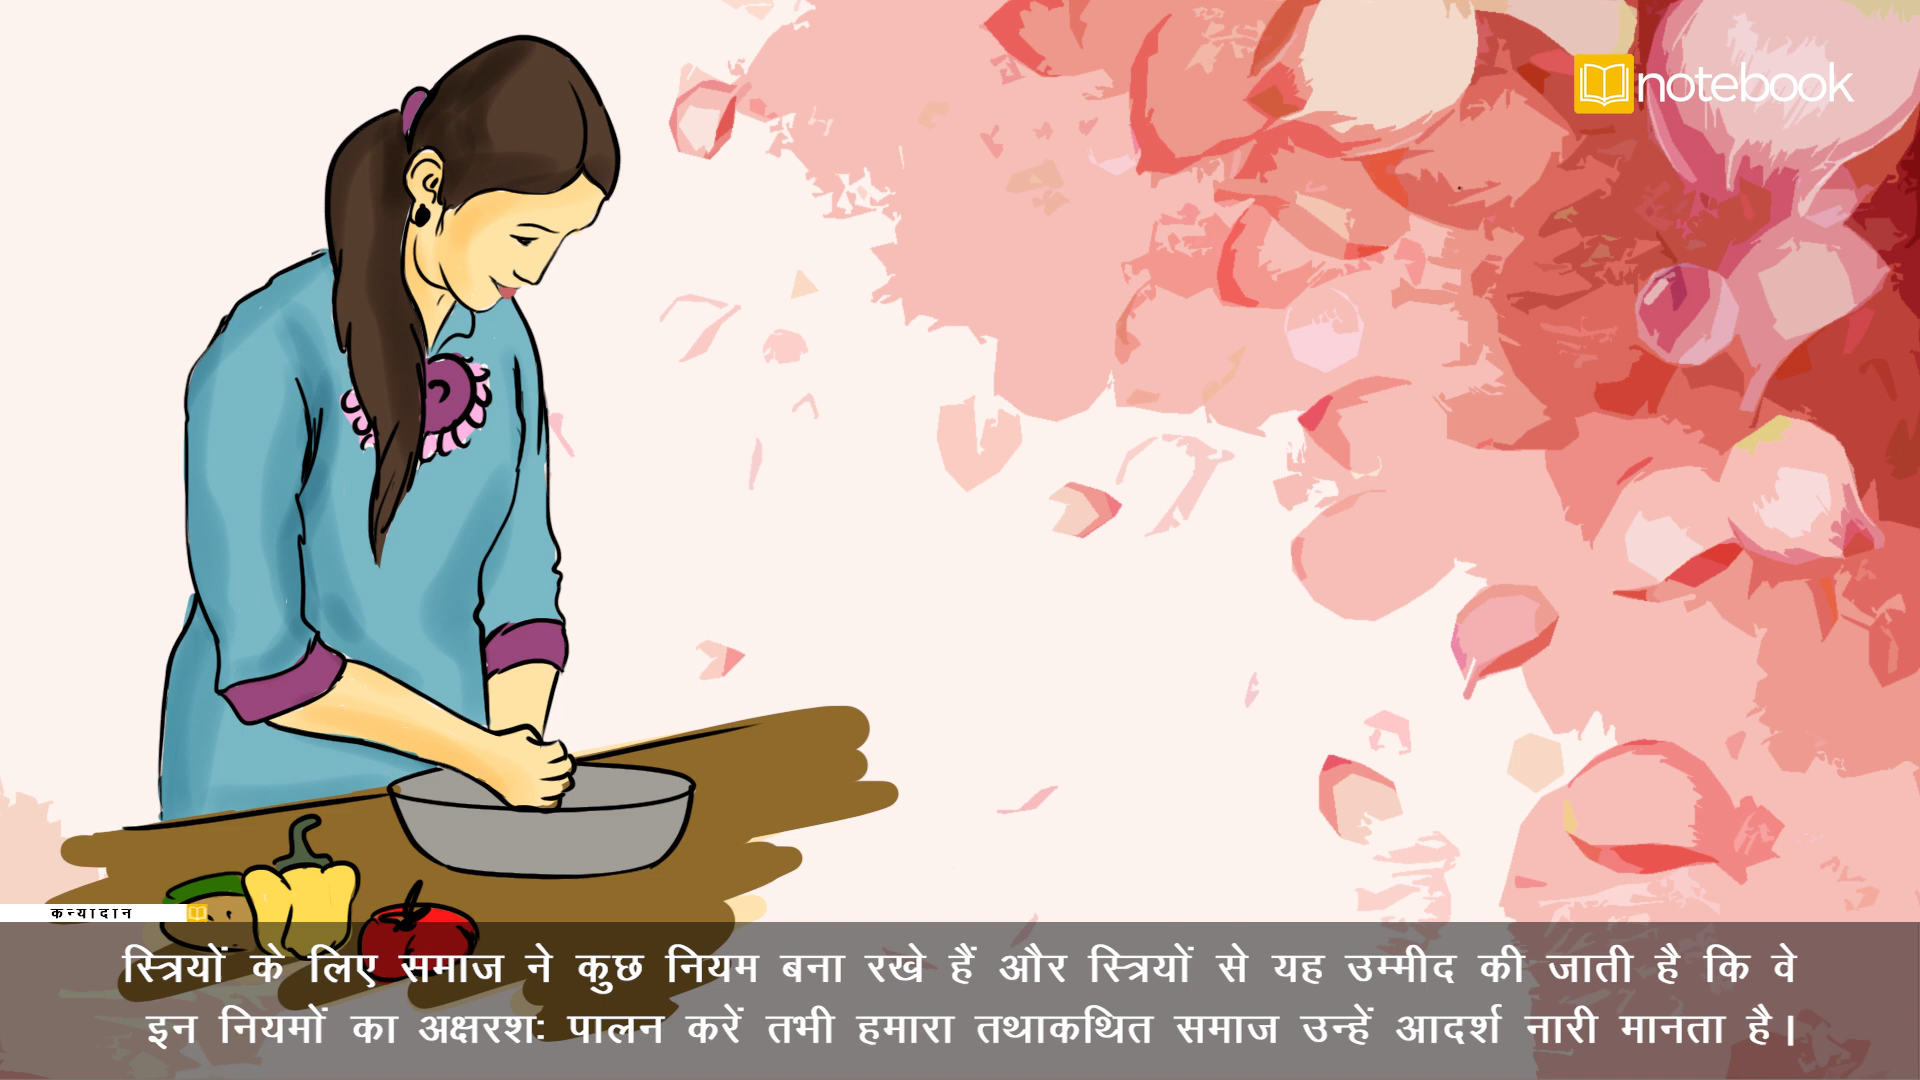 notebook
कन्यादान
स्त्रियों के लिए समाज ने कुछ नियम बना रखे हैं और स्त्रियों से यह उम्मीद की जाती है कि वे
इन नियमों का अक्षरशः पालन करें तभी हमारा तथाकथित समाज उन्हें आदर्श नारी मानता है।